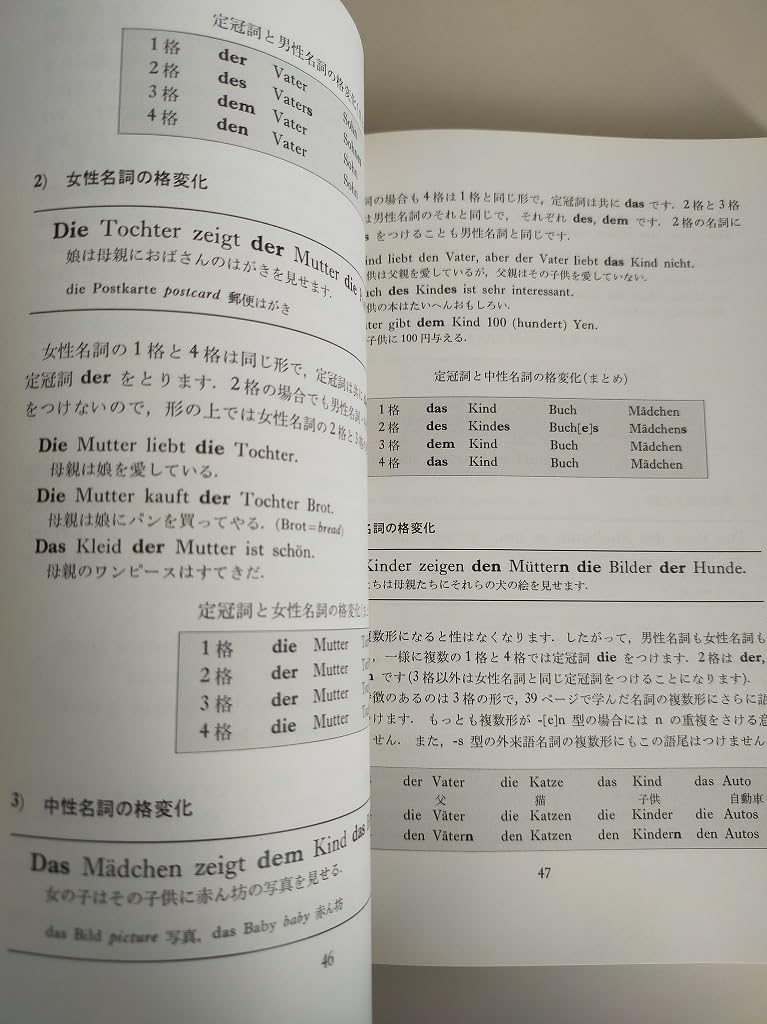 定冠詞と男性名詞の格変化
1格 der Vater
2格 des Vaters Sohn
3格 dem Vater Sohnes
4格 den Vater Sohn
Sohn
2) 女性名詞の格変化
Die Tochter zeigt der Mutter die
娘は母親におばさんのはがきを見せます.
die Postkarte postcard 郵便はがき
女性名詞の1格と4格は同じ形で, 定冠詞は共に
定冠詞 der をとります. 2格の場合でも男性名詞
をつけないので, 形の上では女性名詞の2格と3格
Die Mutter liebt die Tochter.
母親は娘を愛している.
Die Mutter kauft der Tochter Brot.
母親は娘にパンを買ってやる. (Brot=bread)
Das Kleid der Mutter ist schön.
母親のワンピースはすてきだ.
定冠詞と女性名詞の格変化
1格 die Mutter
2格 der Mutter
3格 der Mutter
4格 die Mutter
3) 中性名詞の格変化
Das Mädchen zeigt dem Kind das
女の子はその子供に赤ん坊の写真を見せる.
das Bild picture 写真, das Baby baby 赤ん坊
46
詞の場合も4格は1格と同じ形で, 定冠詞は共に das です. 2格と3格
は男性名詞のそれと同じで, それぞれ des, dem です. 2格の名詞に
s をつけることも男性名詞と同じです.
ind liebt den Vater, aber der Vater liebt das Kind nicht.
供は父親を愛しているが, 父親はその子供を愛していない.
uch des Kindes ist sehr interessant.
供の本はたいへんおもしろい.
ter gibt dem Kind 100 (hundert) Yen.
子供に100円与える.
定冠詞と中性名詞の格変化(まとめ)
1格 das Kind Buch Mädchen
2格 des Kindes Buch[e]s Mädchens
3格 dem Kind Buch Mädchen
4格 das Kind Buch Mädchen
名詞の格変化
Kinder zeigen den Müttern die Bilder der Hunde.
たちは母親たちにそれらの犬の絵を見せます.
複数形になると性はなくなります. したがって, 男性名詞も女性名詞も
, 一様に複数の1格と4格では定冠詞 die をつけます. 2格は der,
n です(3格以外は女性名詞と同じ定冠詞をつけることになります).
徴のあるのは3格の形で, 39ページで学んだ名詞の複数形にさらに語
けます. もっとも複数形が -[e]n 型の場合には n の重複をさける意
せん. また, -s 型の外来語名詞の複数形にもこの語尾はつけません
der Vater die Katze das Kind das Auto
父 猫 子供 自動車
die Väter die Katzen die Kinder die Autos
den Vätern den Katzen den Kindern den Autos
47